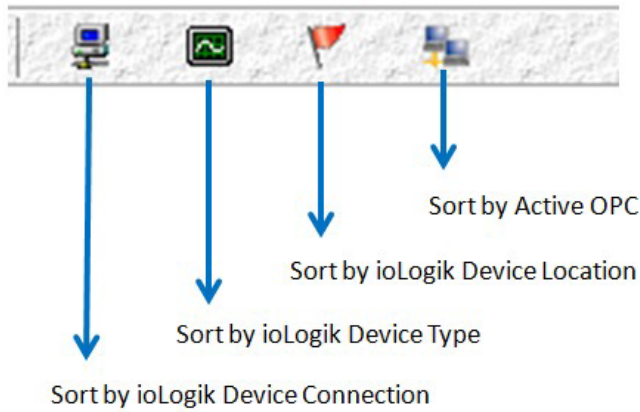 Sort by Active OPC
Sort by ioLogik Device Location
Sort by ioLogik Device Type
Sort by ioLogik Device Connection